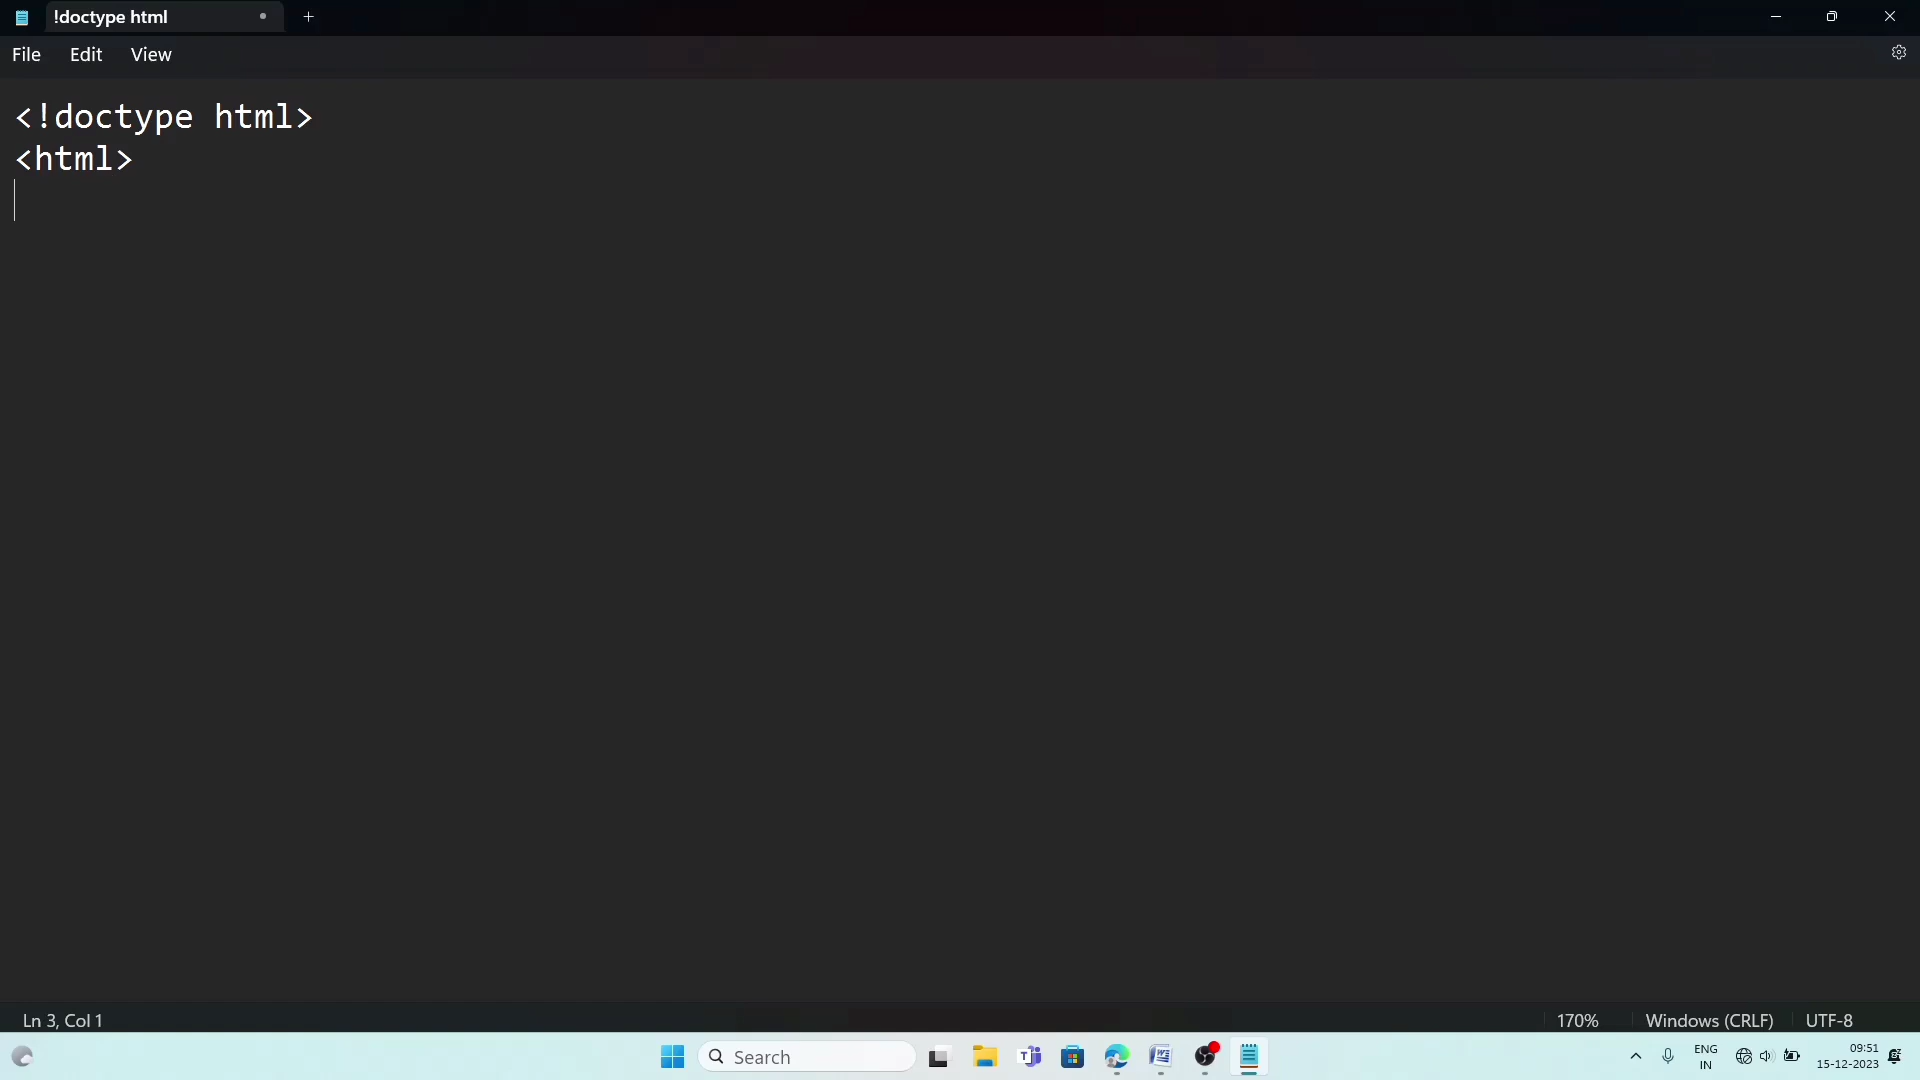 !doctype html
File Edit View
<!doctype html>
<html>
Ln 3, Col 1 170% Windows (CRLF) UTF-8
Search ENG 09:51
IN 15-12-2023